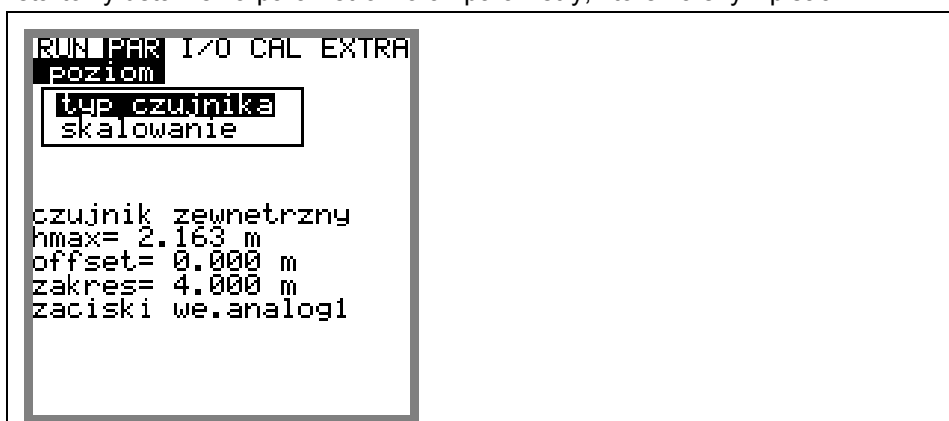 RUN PAR I/O CAL EXTRA
poziom
typ czujnika
skalowanie
czujnik zewnetrzny
hmax= 2.163 m
offset= 0.000 m
zakres= 4.000 m
zaciski we.analog1